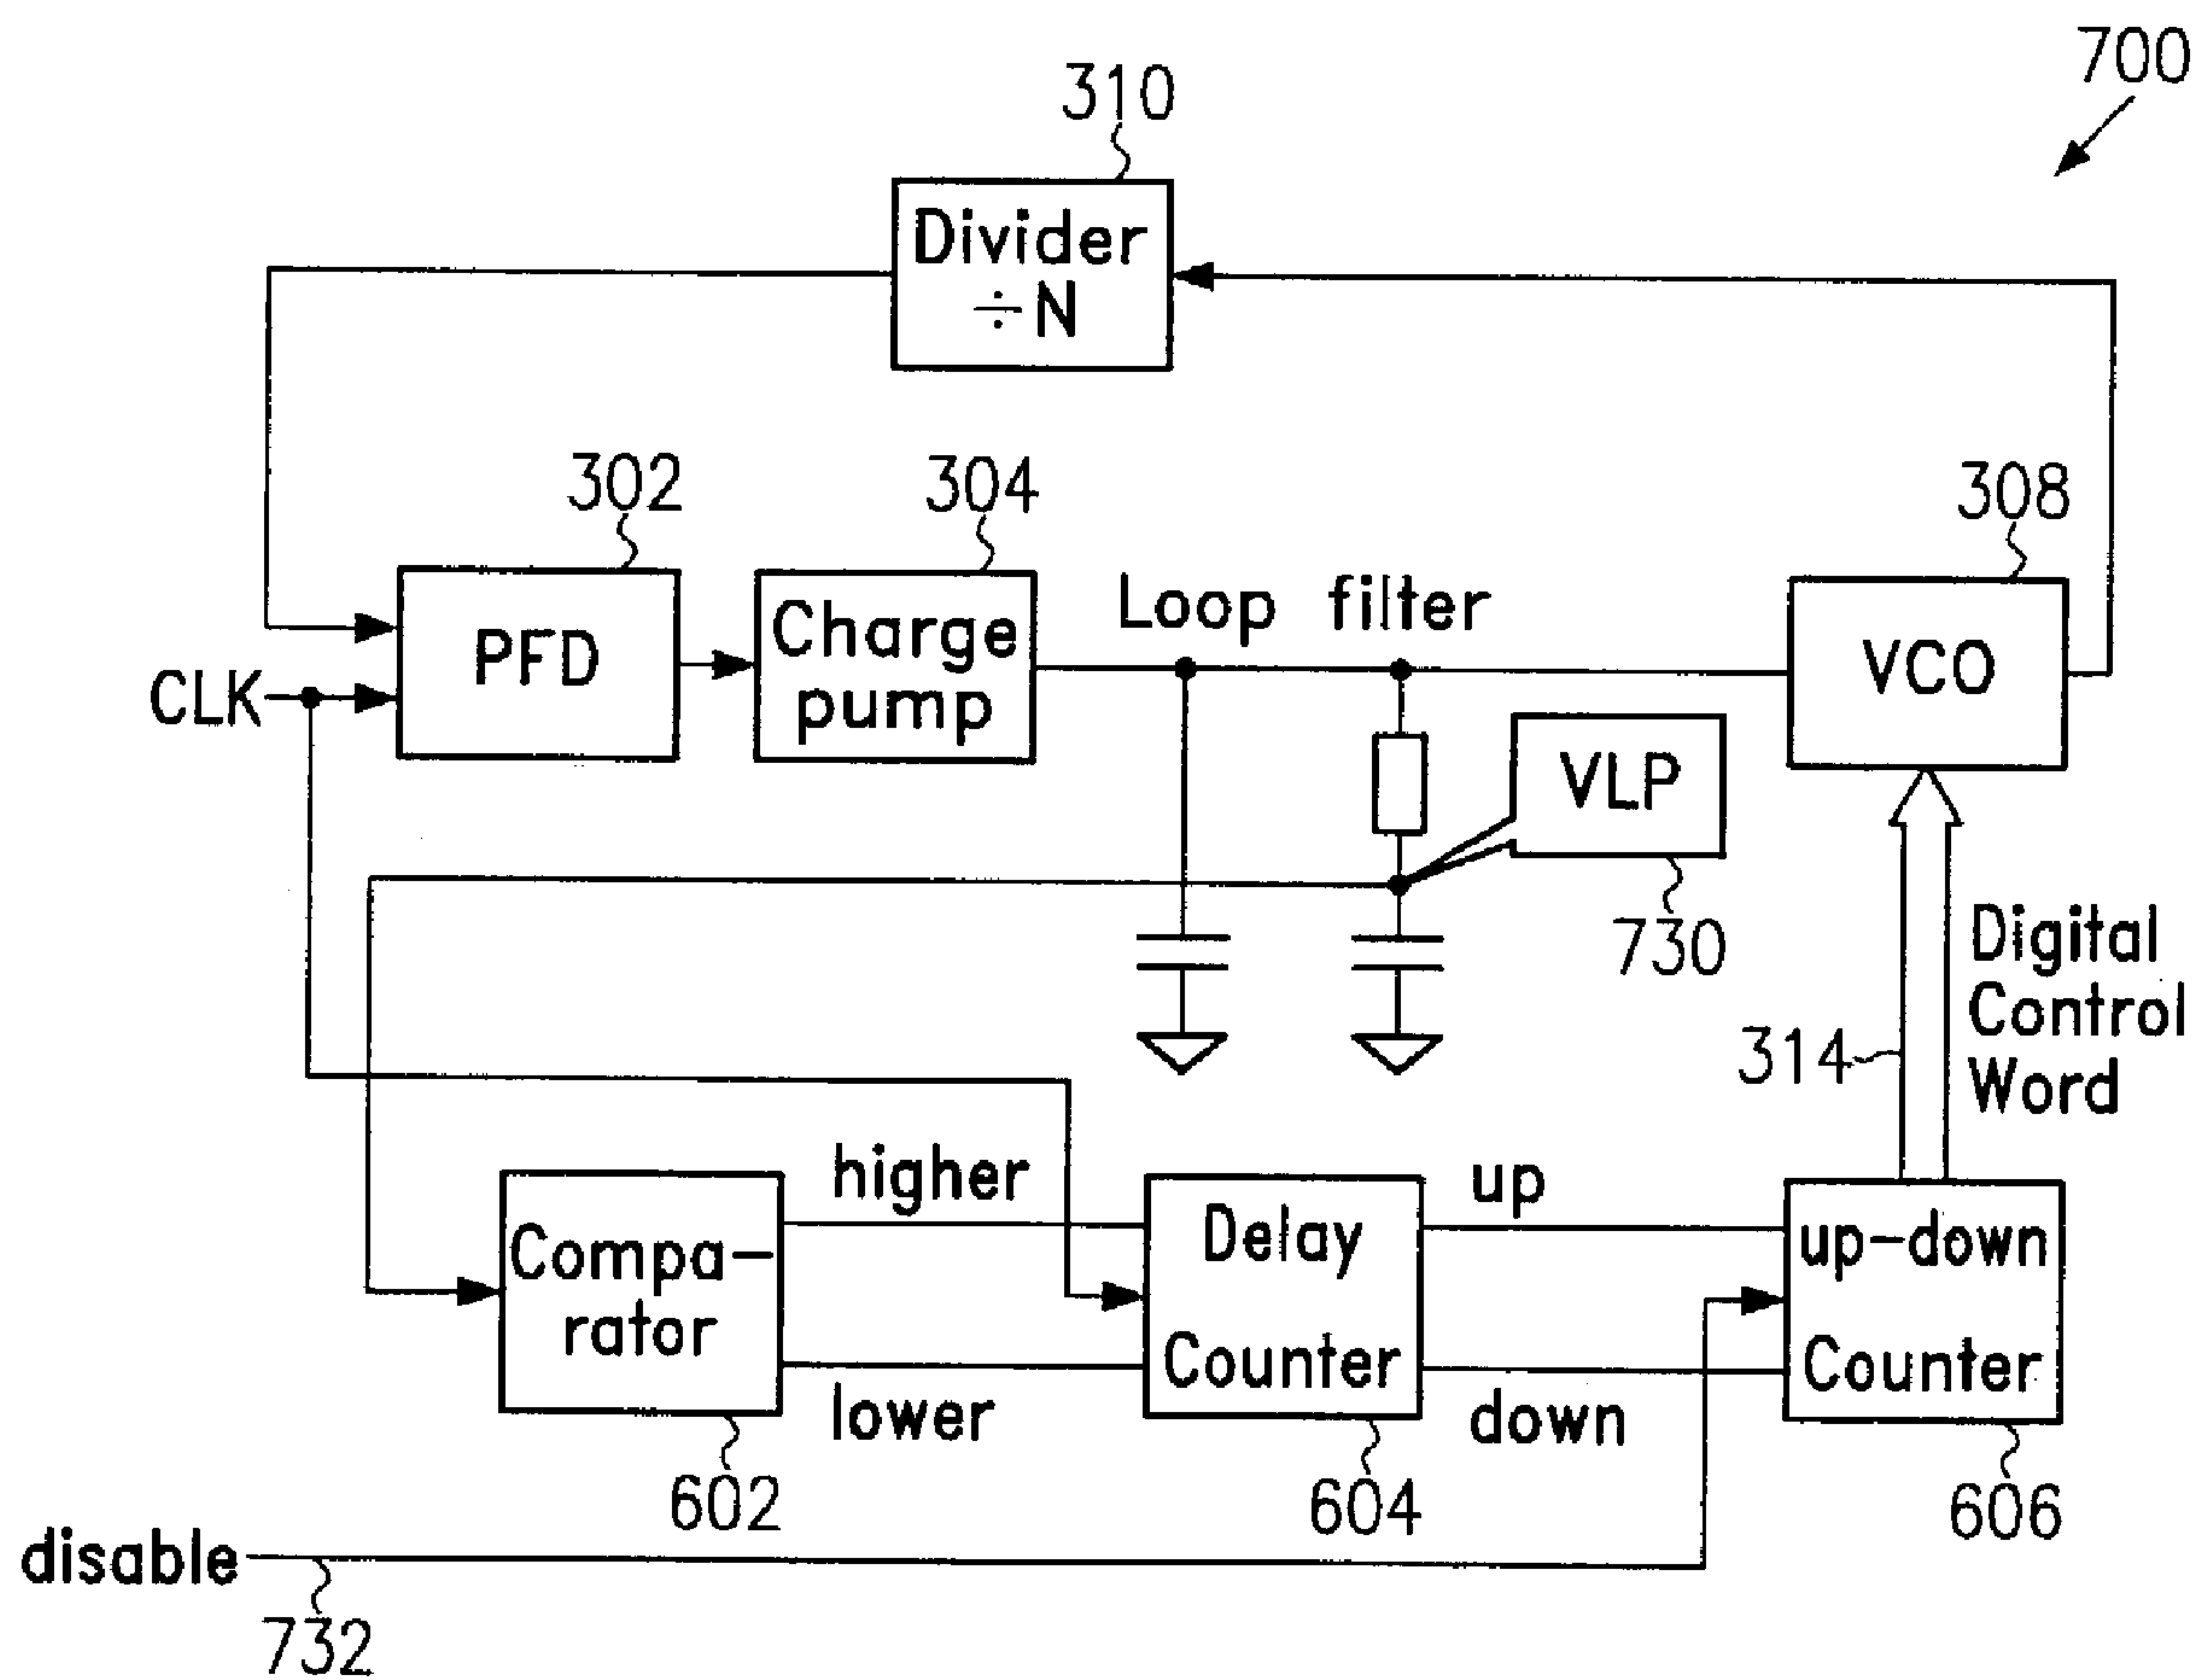 700
310
Divider
÷N
302
304
308
Loop filter
PFD
Charge
pump
VCO
CLK
VLP
730
Digital
Control
Word
314
higher
up
Compa-
rator
Delay
Counter
up-down
Counter
lower
down
602
604
606
disable
732